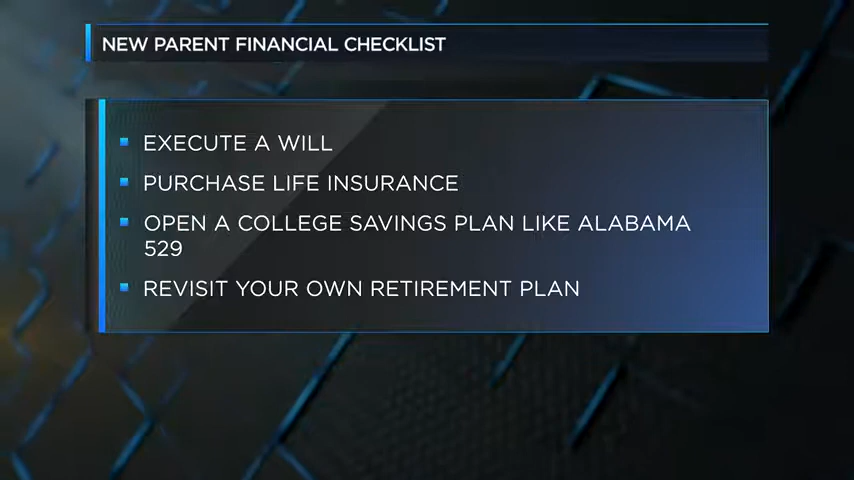 NEW PARENT FINANCIAL CHECKLIST
EXECUTE A WILL
PURCHASE LIFE INSURANCE
OPEN A COLLEGE SAVINGS PLAN LIKE ALABAMA
529
REVISIT YOUR OWN RETIREMENT PLAN